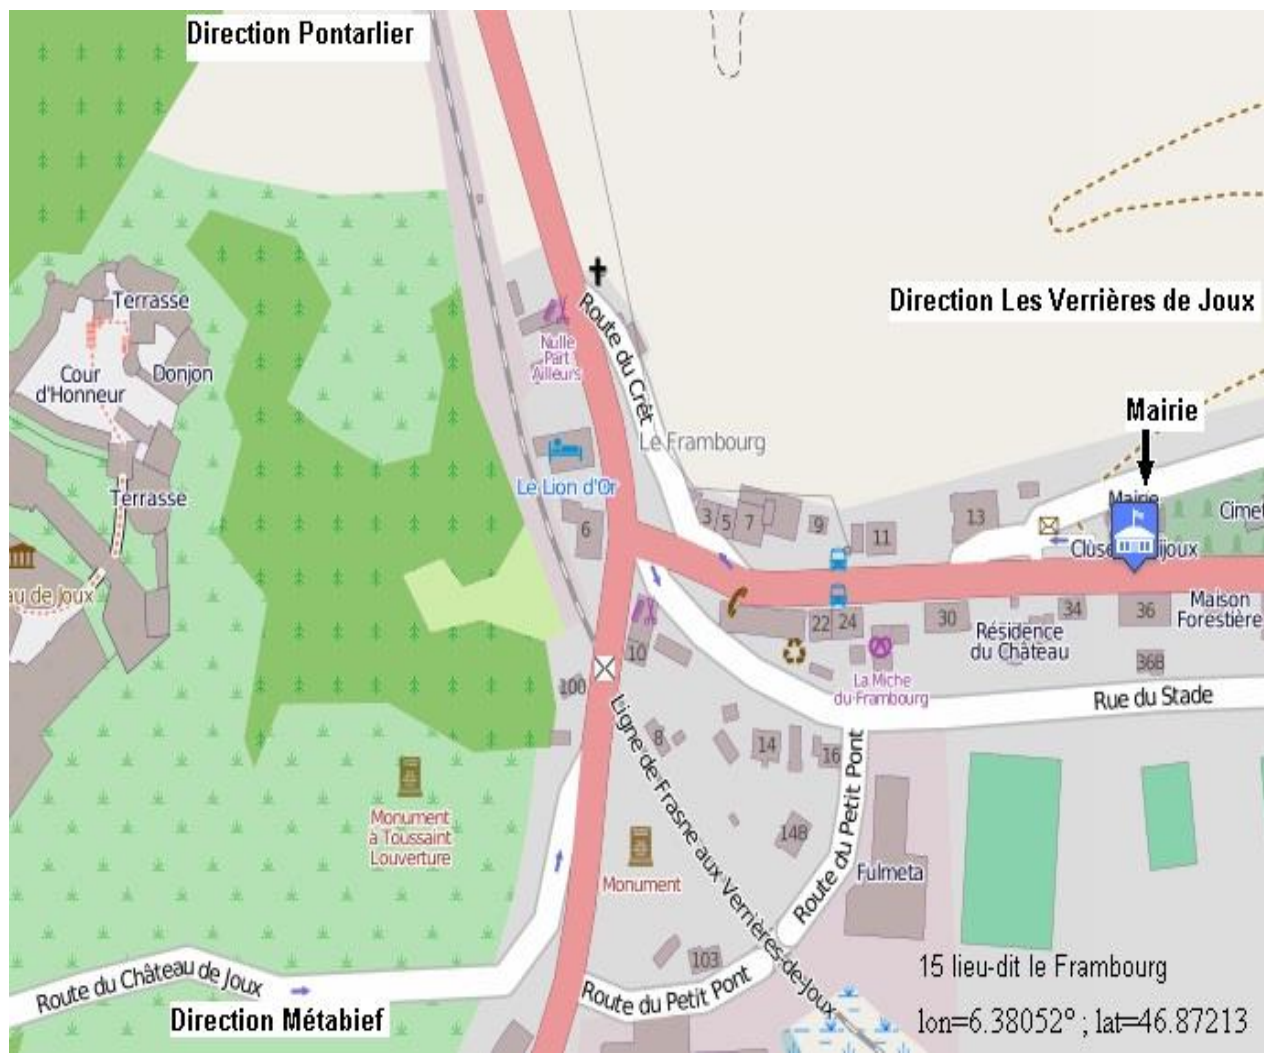 Direction Pontarlier
Direction Les Verrières de Joux
Terrasse
Cour
d'Honneur
Donjon
Terrasse
au de Joux
Nulle
Part
Ailleurs
Route du Crêt
Le Frambourg
Le Lion d'Or
6
3
5
7
9
11
13
Mairie
Mairie
Cimet
Clus
ijoux
Maison
Forestière
22
24
30
34
36
36B
Résidence
du Château
La Miche
du Frambourg
Rue du Stade
10
100
8
14
16
14B
Ligne de Frasne aux Verrières-de-Joux
Route du Petit Pont
Fulmeta
Monument
à Toussaint
Louverture
Monument
103
Route du Petit Pont
Route du Château de Joux
Direction Métabief
15 lieu-dit le Frambourg
lon=6.38052° ; lat=46.87213